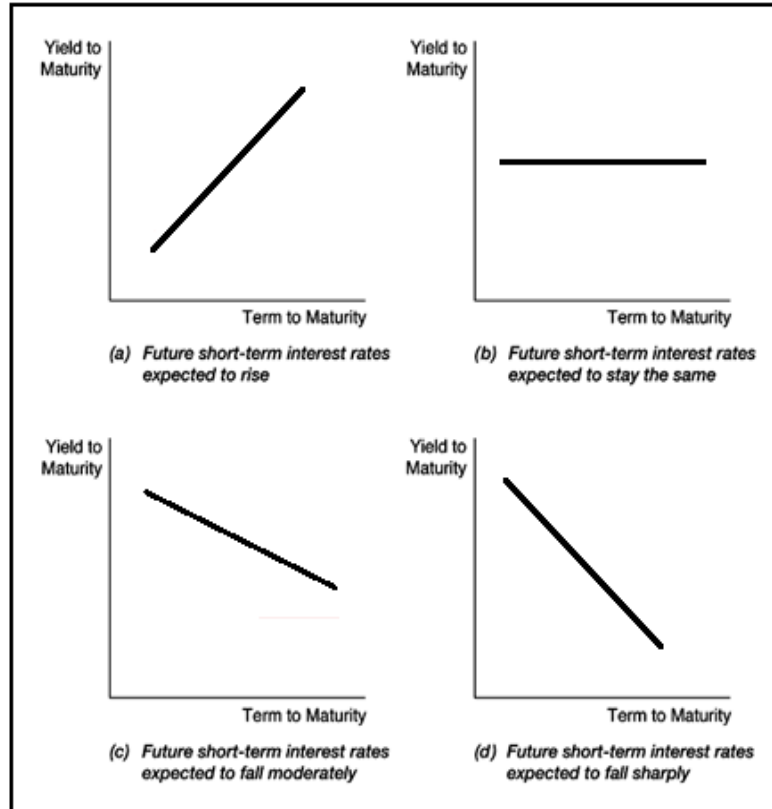 Yield to
Maturity
Term to Maturity
(a) Future short-term interest rates
expected to rise
Yield to
Maturity
Term to Maturity
(b) Future short-term interest rates
expected to stay the same
Yield to
Maturity
Term to Maturity
(c) Future short-term interest rates
expected to fall moderately
Yield to
Maturity
Term to Maturity
(d) Future short-term interest rates
expected to fall sharply